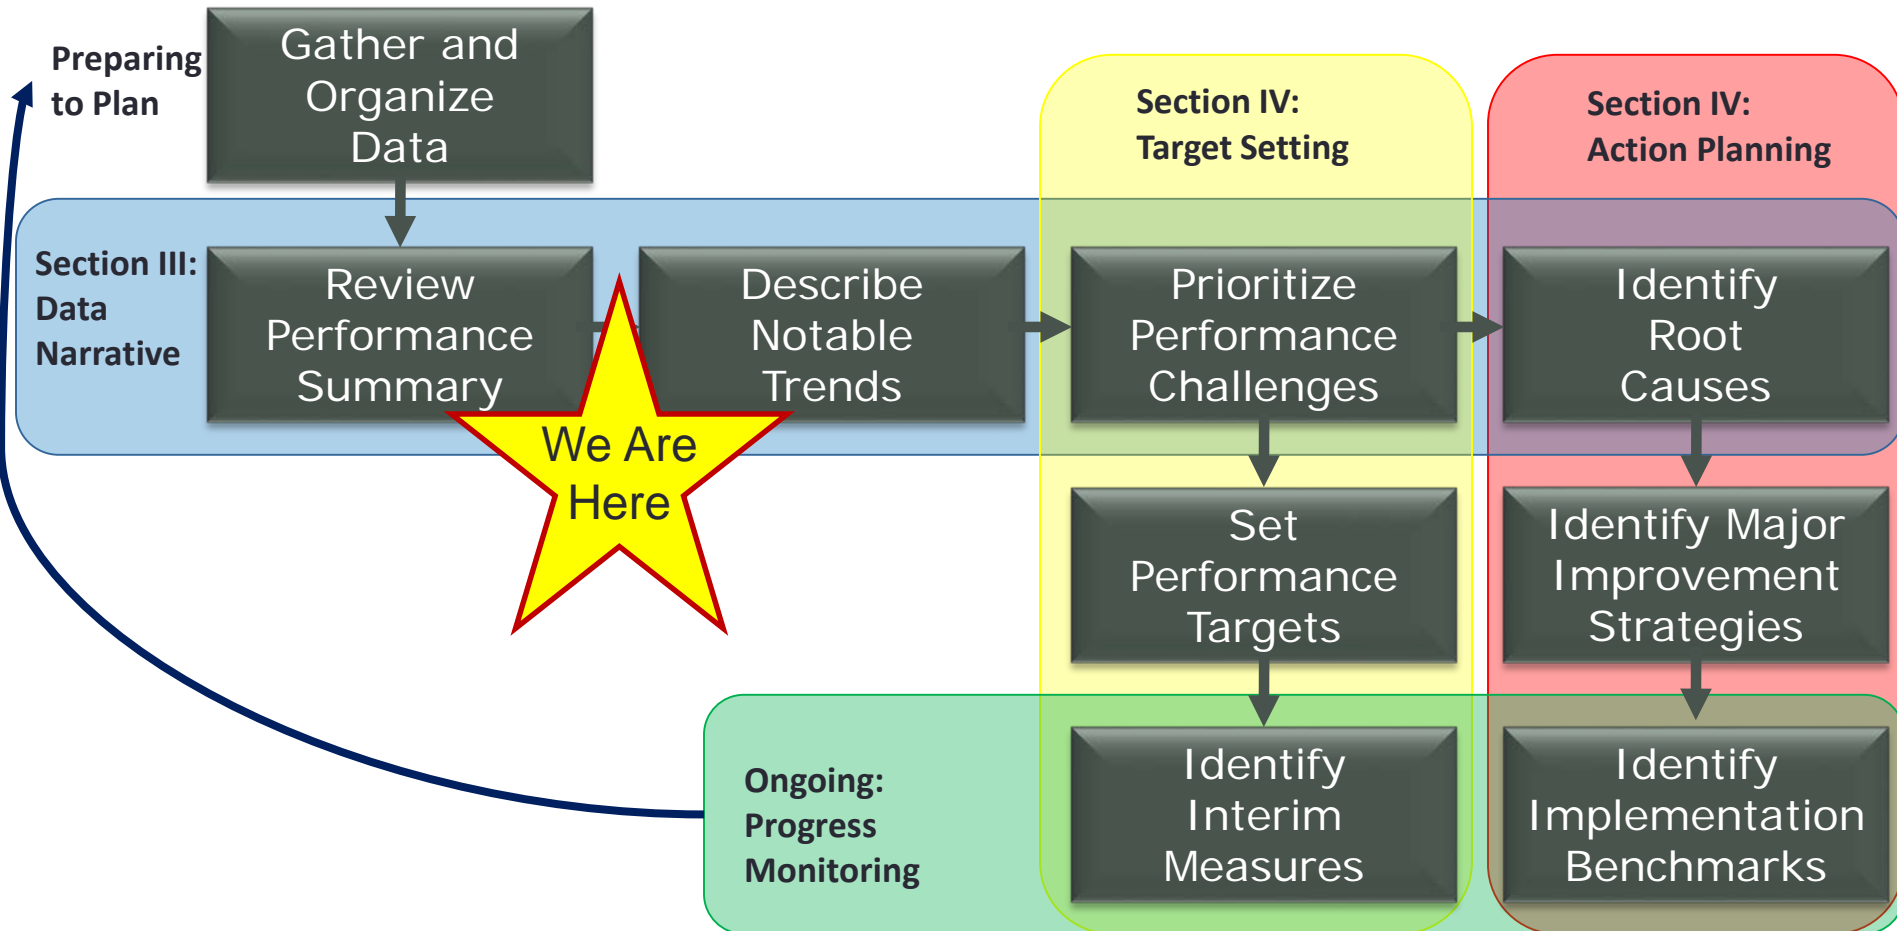 Preparing
to Plan
Gather and
Organize
Data
Section IV:
Target Setting
Section IV:
Action Planning
Section III:
Data
Narrative
Review
Performance
Summary
Describe
Notable
Trends
Prioritize
Performance
Challenges
Identify
Root
Causes
We Are
Here
Set
Performance
Targets
Identify Major
Improvement
Strategies
Ongoing:
Progress
Monitoring
Identify
Interim
Measures
Identify
Implementation
Benchmarks